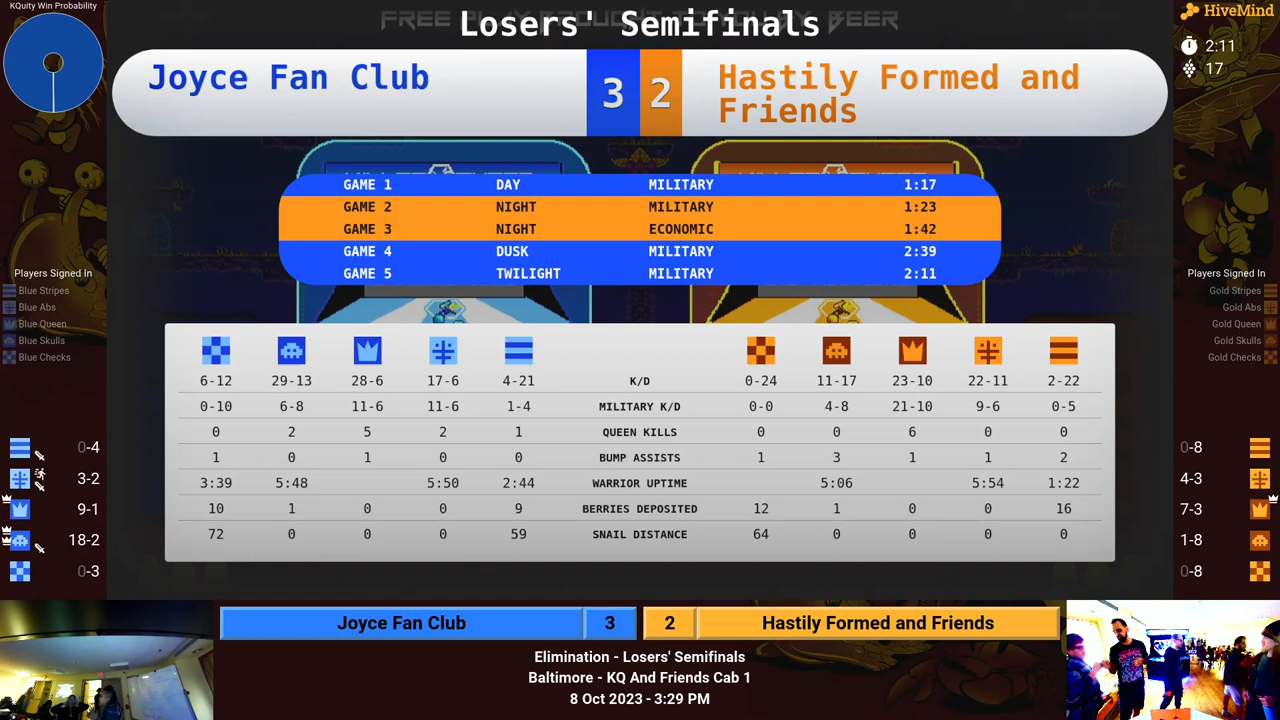 KQuity Win Probability
FREE PLAY BROUGHT TO YOU BY BEER
Losers' Semifinals
HiveMind
2:11
17
Joyce Fan Club
3 2
Hastily Formed and
Friends
GAME 1 DAY MILITARY 1:17
GAME 2 NIGHT MILITARY 1:23
GAME 3 NIGHT ECONOMIC 1:42
GAME 4 DUSK MILITARY 2:39
GAME 5 TWILIGHT MILITARY 2:11
Players Signed In
Blue Stripes
Blue Abs
Blue Queen
Blue Skulls
Blue Checks
Players Signed In
Gold Stripes
Gold Abs
Gold Queen
Gold Skulls
Gold Checks
6-12 29-13 28-6 17-6 4-21 K/D 0-24 11-17 23-10 22-11 2-22
0-10 6-8 11-6 11-6 1-4 MILITARY K/D 0-0 4-8 21-10 9-6 0-5
0 2 5 2 1 QUEEN KILLS 0 0 6 0 0
1 0 1 0 0 BUMP ASSISTS 1 3 1 1 2
3:39 5:48 5:50 2:44 WARRIOR UPTIME 5:06 5:54 1:22
10 1 0 0 9 BERRIES DEPOSITED 12 1 0 0 16
72 0 0 0 59 SNAIL DISTANCE 64 0 0 0 0
0-4
3-2
9-1
18-2
0-3
0-8
4-3
7-3
1-8
0-8
Joyce Fan Club 3 2 Hastily Formed and Friends
Elimination - Losers' Semifinals
Baltimore - KQ And Friends Cab 1
8 Oct 2023 - 3:29 PM